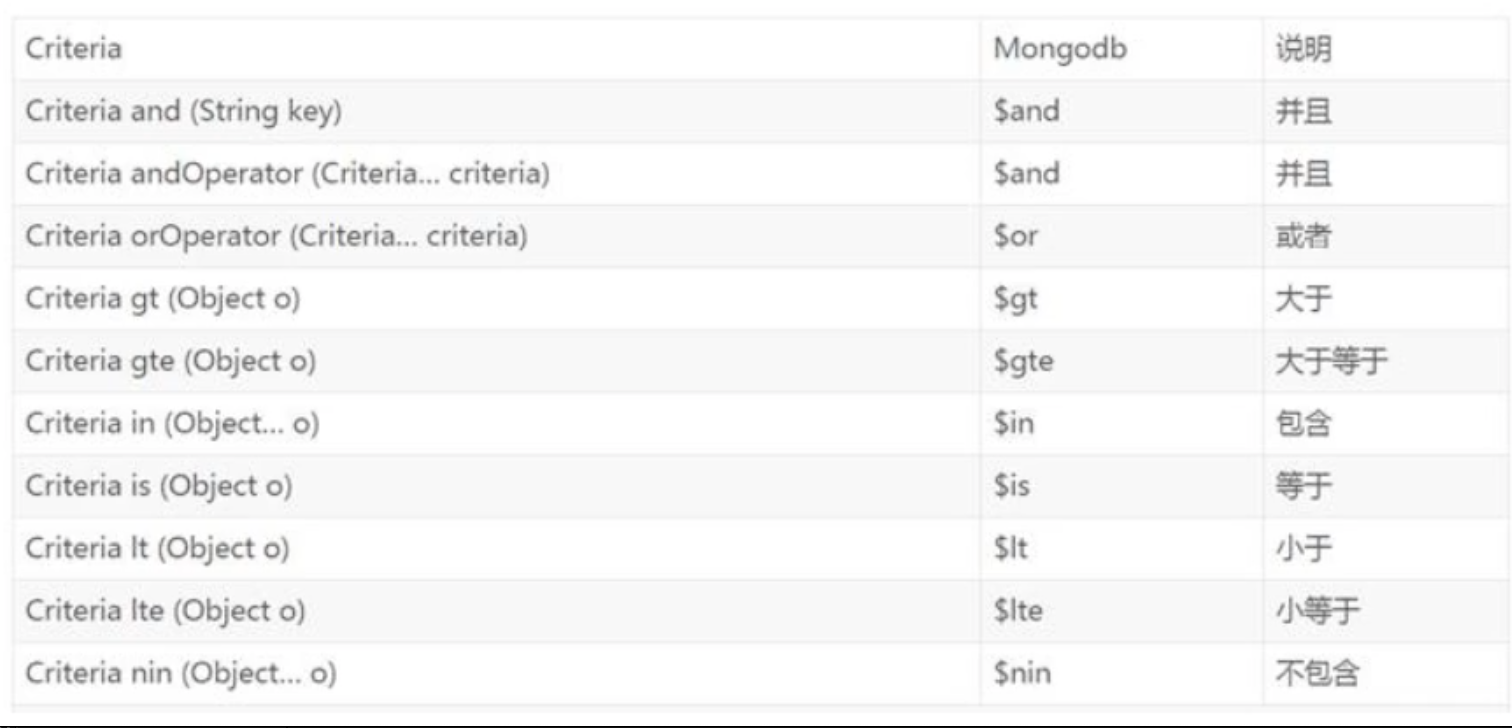 Criteria Mongodb 说明
Criteria and (String key) $and 并且
Criteria andOperator (Criteria... criteria) $and 并且
Criteria orOperator (Criteria... criteria) $or 或者
Criteria gt (Object o) $gt 大于
Criteria gte (Object o) $gte 大于等于
Criteria in (Object... o) $in 包含
Criteria is (Object o) $is 等于
Criteria lt (Object o) $lt 小于
Criteria lte (Object o) $lte 小等于
Criteria nin (Object... o) $nin 不包含